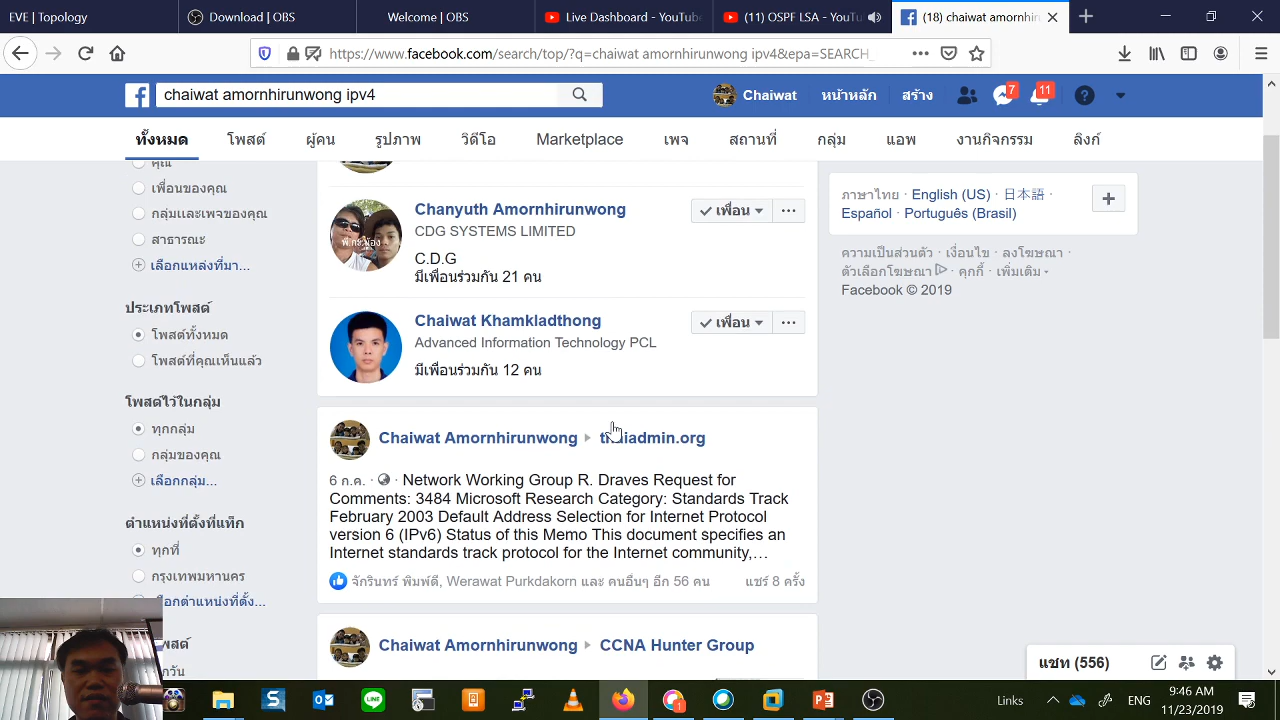 EVE | Topology
Download | OBS
Welcome | OBS
Live Dashboard - YouTube
(11) OSPF LSA - YouTu
(18) chaiwat amornhirun
https://www.facebook.com/search/top/?q=chaiwat amornhirunwong ipv4&epa=SEARCH_
chaiwat amornhirunwong ipv4
Chaiwat
หน้าหลัก
สร้าง
7
11
ทั้งหมด
โพสต์
ผู้คน
รูปภาพ
วิดีโอ
Marketplace
เพจ
สถานที่
กลุ่ม
แอพ
งานกิจกรรม
ลิงก์
คุณ
เพื่อนของคุณ
กลุ่มและเพจของคุณ
สาธารณะ
เลือกแหล่งที่มา...
ประเภทโพสต์
โพสต์ทั้งหมด
โพสต์ที่คุณเห็นแล้ว
โพสต์ไว้ในกลุ่ม
ทุกกลุ่ม
กลุ่มของคุณ
เลือกกลุ่ม...
ตำแหน่งที่ตั้งที่แท็ก
ทุกที่
กรุงเทพมหานคร
ลือกตำแหน่งที่ตั้ง...
Chanyuth Amornhirunwong
CDG SYSTEMS LIMITED
C.D.G
มีเพื่อนร่วมกัน 21 คน
เพื่อน
Chaiwat Khamkladthong
Advanced Information Technology PCL
มีเพื่อนร่วมกัน 12 คน
เพื่อน
Chaiwat Amornhirunwong ▸ thaiadmin.org
6 ก.ค. · Network Working Group R. Draves Request for
Comments: 3484 Microsoft Research Category: Standards Track
February 2003 Default Address Selection for Internet Protocol
version 6 (IPv6) Status of this Memo This document specifies an
Internet standards track protocol for the Internet community,...
จักรินทร์ พิมพ์ดี, Werawat Purkdakorn และ คนอื่นๆ อีก 56 คน
แชร์ 8 ครั้ง
Chaiwat Amornhirunwong ▸ CCNA Hunter Group
ภาษาไทย · English (US) · 日本語 ·
Español · Português (Brasil)
ความเป็นส่วนตัว · เงื่อนไข · ลงโฆษณา ·
ตัวเลือกโฆษณา · คุกกี้ · เพิ่มเติม
Facebook © 2019
แชท (556)
Links
ENG
9:46 AM
11/23/2019